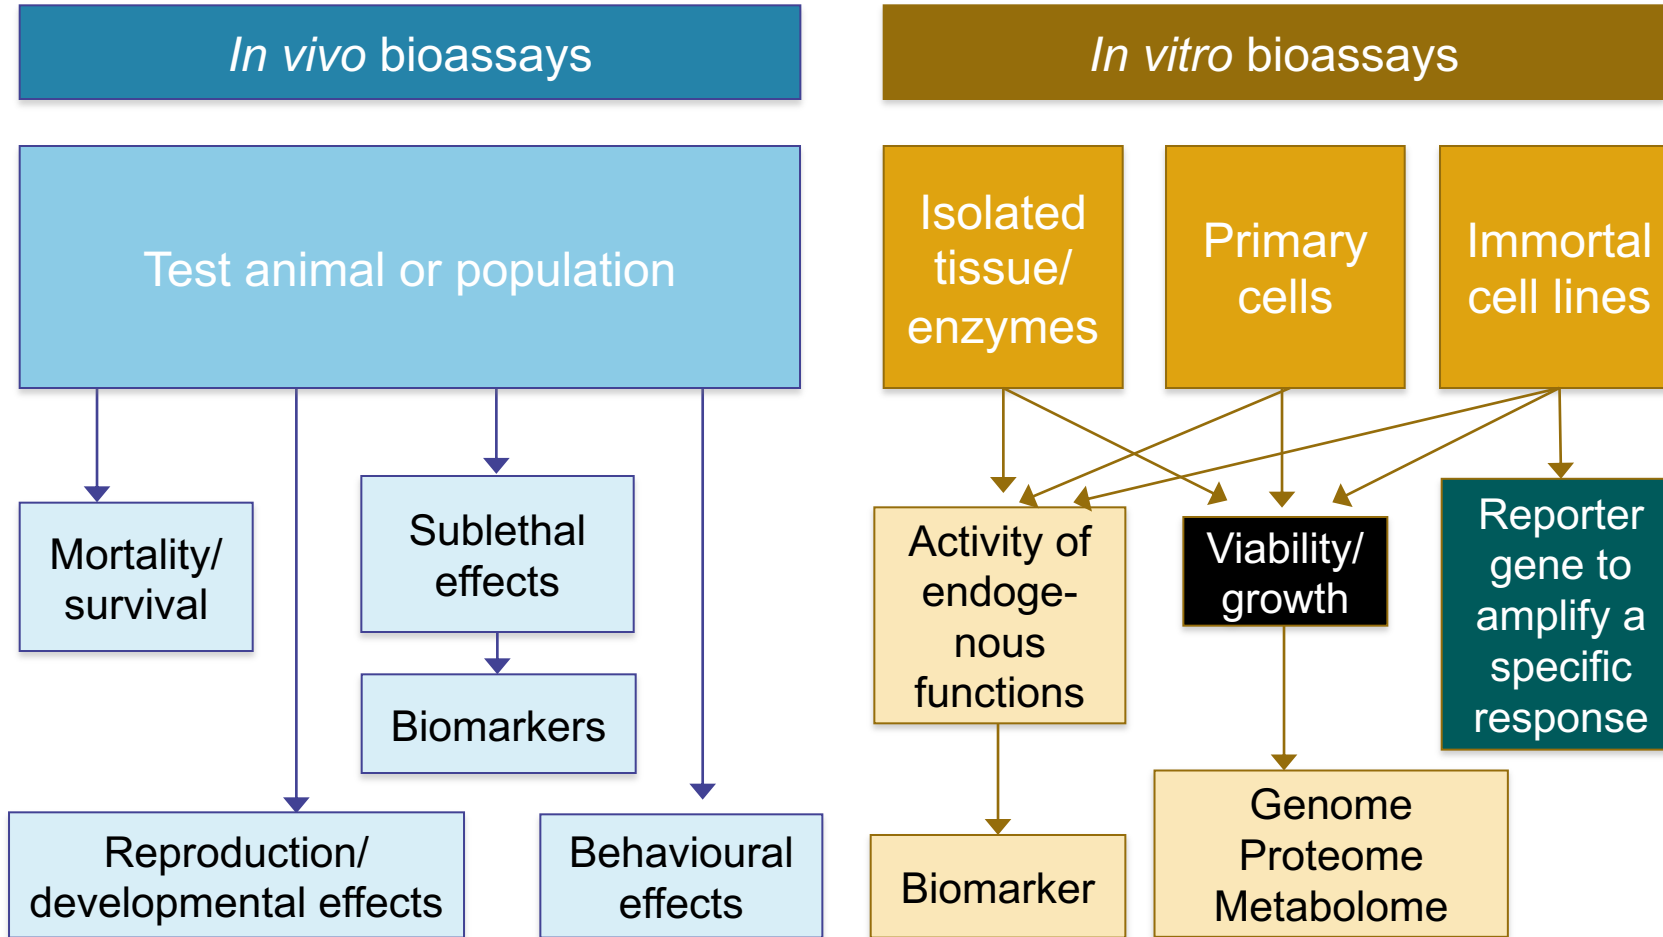 In vivo bioassays
In vitro bioassays
Test animal or population
Isolated
tissue/
enzymes
Primary
cells
Immortal
cell lines
Mortality/
survival
Sublethal
effects
Biomarkers
Reproduction/
developmental effects
Behavioural
effects
Activity of
endoge-
nous
functions
Viability/
growth
Reporter
gene to
amplify a
specific
response
Biomarker
Genome
Proteome
Metabolome